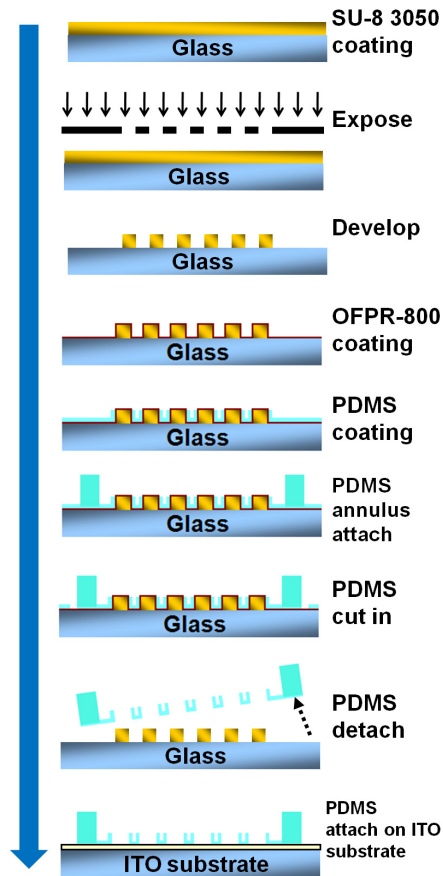 SU-8 3050
coating
Glass
Expose
Glass
Develop
Glass
OFPR-800
coating
Glass
PDMS
coating
Glass
PDMS
annulus
attach
Glass
PDMS
cut in
Glass
PDMS
detach
Glass
PDMS
attach on ITO
substrate
ITO substrate